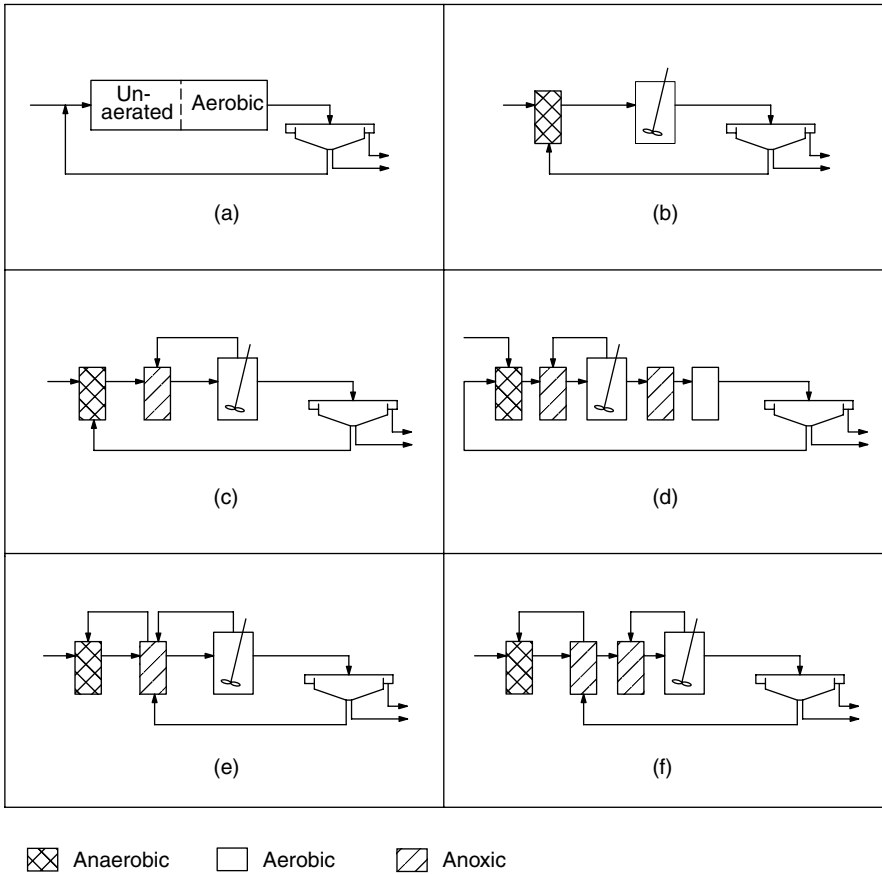 Un-
aerated
Aerobic
(a)
(b)
(c)
(d)
(e)
(f)
Anaerobic
Aerobic
Anoxic